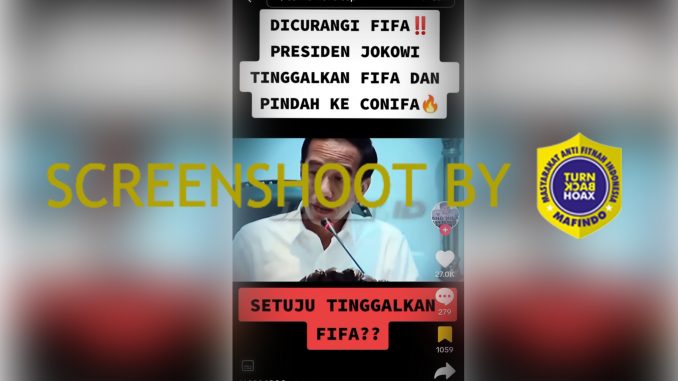 DICURANGI FIFA‼️
PRESIDEN JOKOWI
TINGGALKAN FIFA DAN
PINDAH KE CONIFA🔥
SCREENSHOOT BY
MASYARAKAT ANTI FITNAH INDONESIA
TURN
BACK
HOAX
MAFINDO
27.0K
SETUJU TINGGALKAN
FIFA??
279
1059